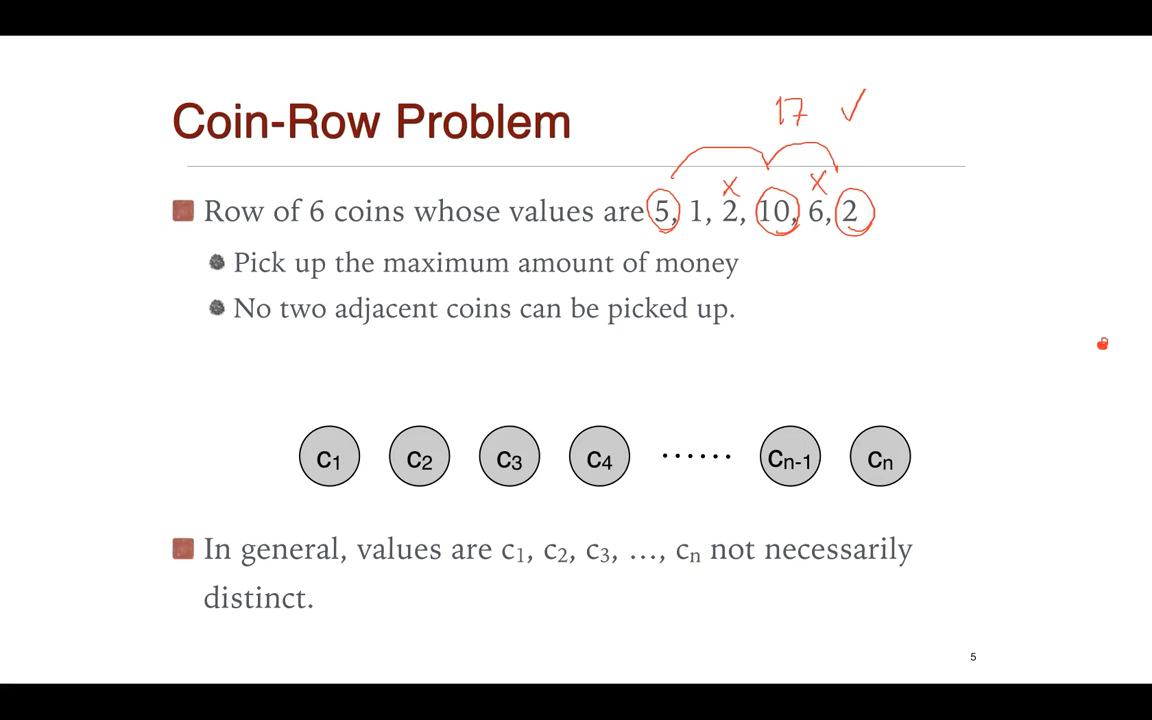 17 ✓
Coin-Row Problem
x x
Row of 6 coins whose values are 5, 1, 2, 10, 6, 2
Pick up the maximum amount of money
No two adjacent coins can be picked up.
c₁ c₂ c₃ c₄ ...... cₙ₋₁ cₙ
In general, values are c₁, c₂, c₃, …, cₙ not necessarily
distinct.
5